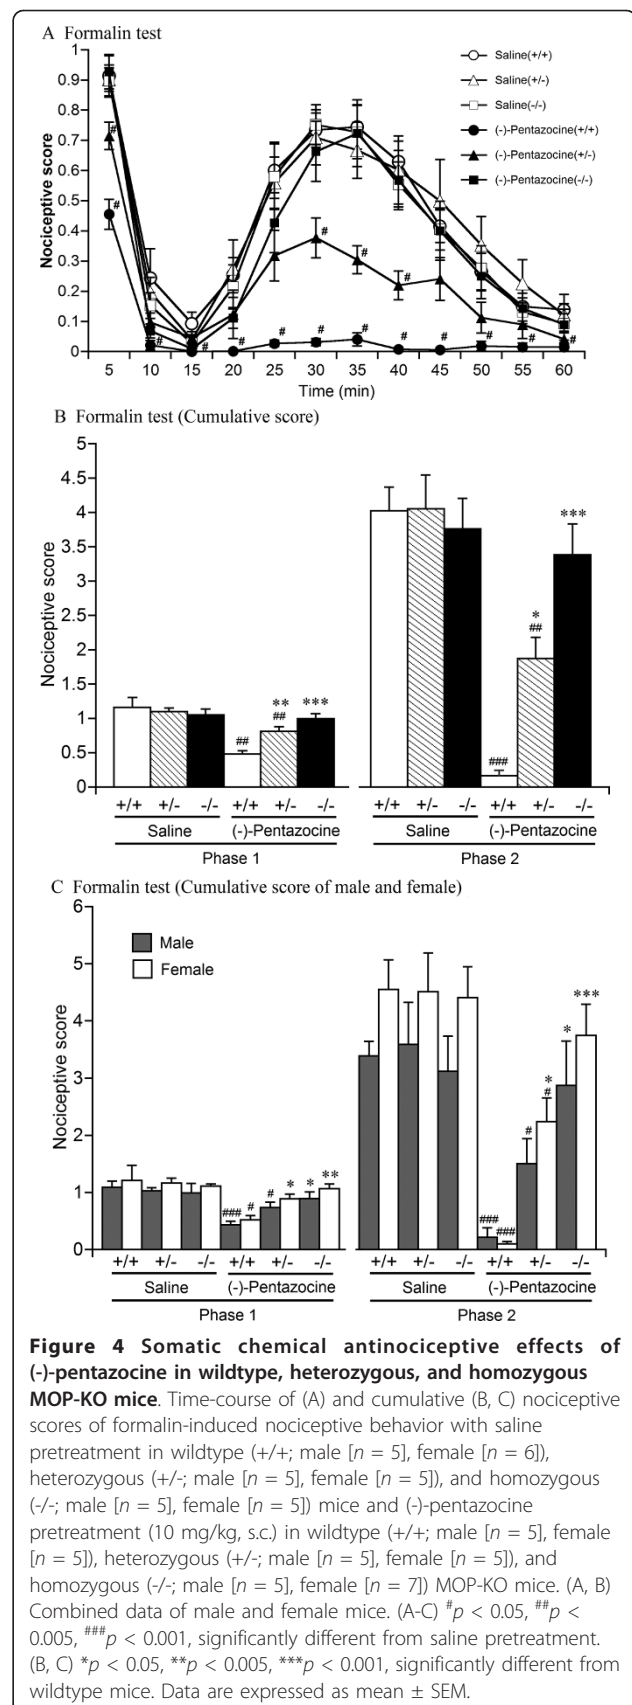 A Formalin test
1
0.9
0.8
0.7
0.6
0.5
0.4
0.3
0.2
0.1
0
Nociceptive score
Saline(+/+)
Saline(+/-)
Saline(-/-)
(-)-Pentazocine(+/+)
(-)-Pentazocine(+/-)
(-)-Pentazocine(-/-)
# # # # # # # # # # # # # # # #
5 10 15 20 25 30 35 40 45 50 55 60
Time (min)
B Formalin test (Cumulative score)
5
4.5
4
3.5
3
2.5
2
1.5
1
0.5
0
Nociceptive score
## ** ## *** ### * ## ***
+/+ +/- -/- +/+ +/- -/- +/+ +/- -/- +/+ +/- -/-
Saline (-)-Pentazocine Saline (-)-Pentazocine
Phase 1 Phase 2
C Formalin test (Cumulative score of male and female)
6
5
4
3
2
1
0
Nociceptive score
Male
Female
### # # * * ** ### ### # * # * ***
+/+ +/- -/- +/+ +/- -/- +/+ +/- -/- +/+ +/- -/-
Saline (-)-Pentazocine Saline (-)-Pentazocine
Phase 1 Phase 2
Figure 4 Somatic chemical antinociceptive effects of
(-)-pentazocine in wildtype, heterozygous, and homozygous
MOP-KO mice. Time-course of (A) and cumulative (B, C) nociceptive
scores of formalin-induced nociceptive behavior with saline
pretreatment in wildtype (+/+; male [n = 5], female [n = 6]),
heterozygous (+/-; male [n = 5], female [n = 5]), and homozygous
(-/-; male [n = 5], female [n = 5]) mice and (-)-pentazocine
pretreatment (10 mg/kg, s.c.) in wildtype (+/+; male [n = 5], female
[n = 5]), heterozygous (+/-; male [n = 5], female [n = 5]), and
homozygous (-/-; male [n = 5], female [n = 7]) MOP-KO mice. (A, B)
Combined data of male and female mice. (A-C) #p < 0.05, ##p <
0.005, ###p < 0.001, significantly different from saline pretreatment.
(B, C) *p < 0.05, **p < 0.005, ***p < 0.001, significantly different from
wildtype mice. Data are expressed as mean ± SEM.